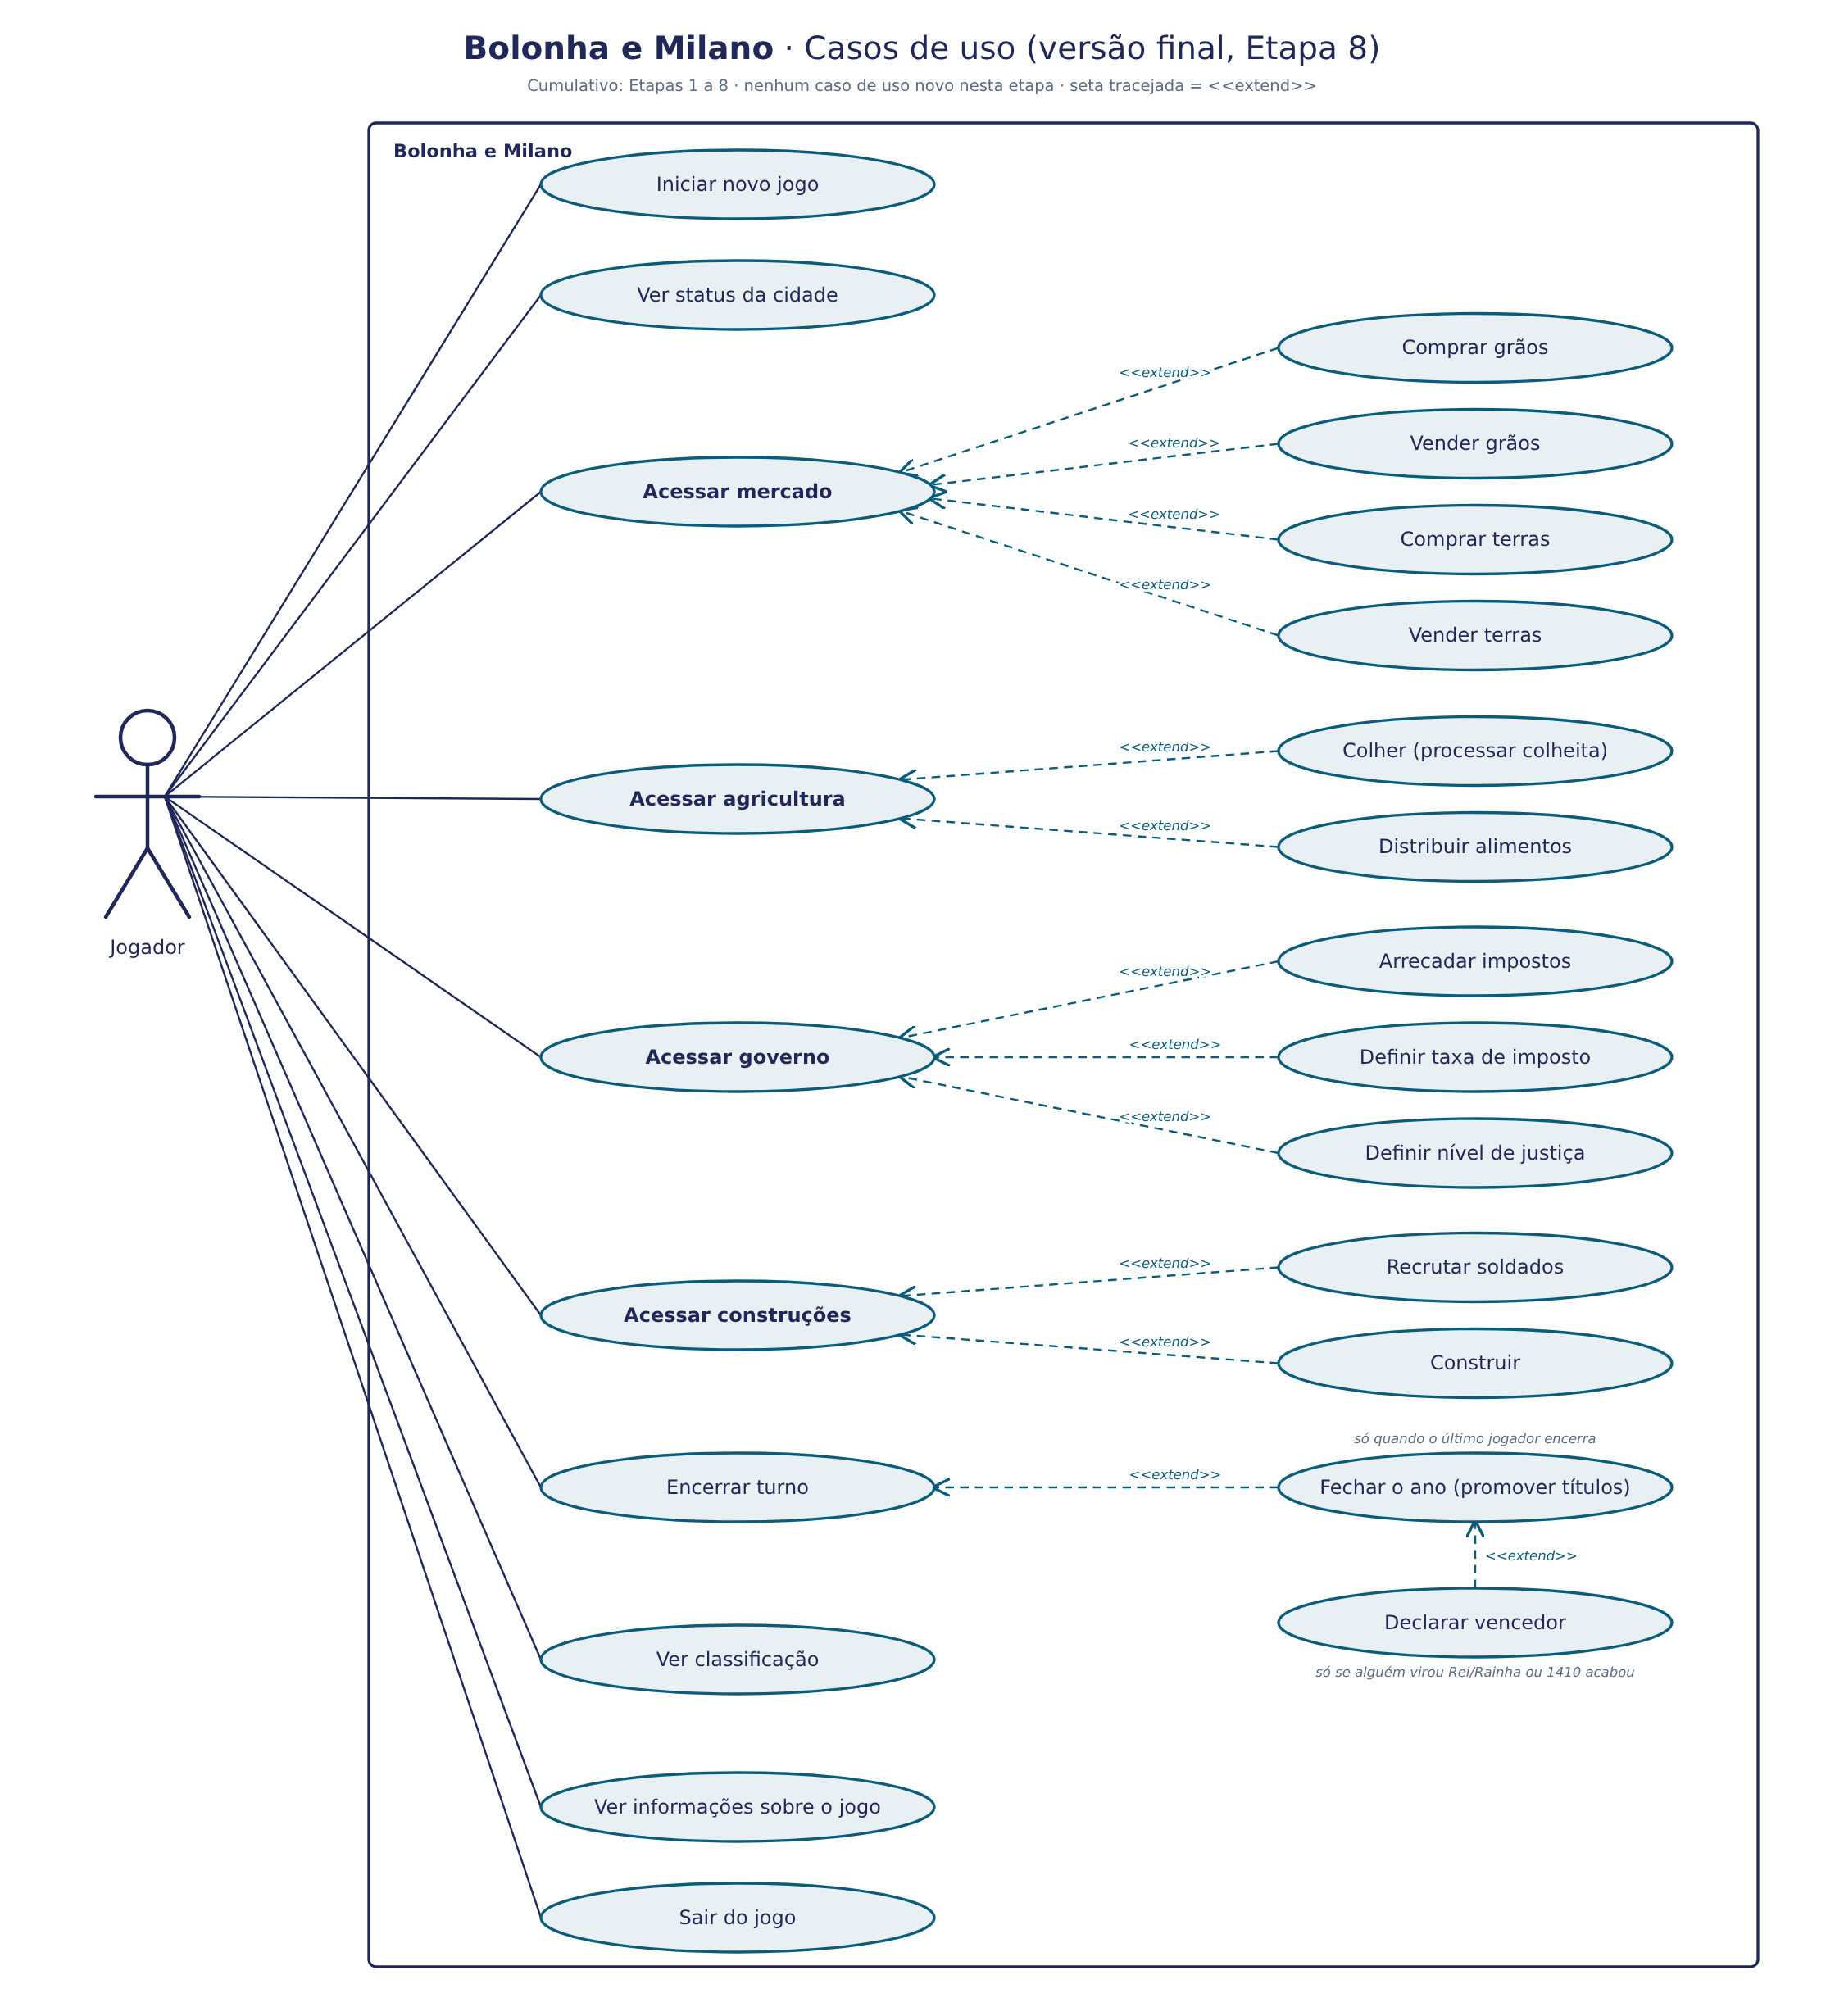 Bolonha e Milano · Casos de uso (versão final, Etapa 8)
Cumulativo: Etapas 1 a 8 · nenhum caso de uso novo nesta etapa · seta tracejada = <<extend>>
Bolonha e Milano
Iniciar novo jogo
Ver status da cidade
Comprar grãos
<<extend>>
Vender grãos
<<extend>>
Acessar mercado
<<extend>>
Comprar terras
<<extend>>
Vender terras
Colher (processar colheita)
<<extend>>
Acessar agricultura
<<extend>>
Distribuir alimentos
Jogador
Arrecadar impostos
<<extend>>
<<extend>>
Acessar governo
Definir taxa de imposto
<<extend>>
Definir nível de justiça
<<extend>>
Recrutar soldados
Acessar construções
<<extend>>
Construir
só quando o último jogador encerra
<<extend>>
Encerrar turno
Fechar o ano (promover títulos)
<<extend>>
Declarar vencedor
Ver classificação
só se alguém virou Rei/Rainha ou 1410 acabou
Ver informações sobre o jogo
Sair do jogo